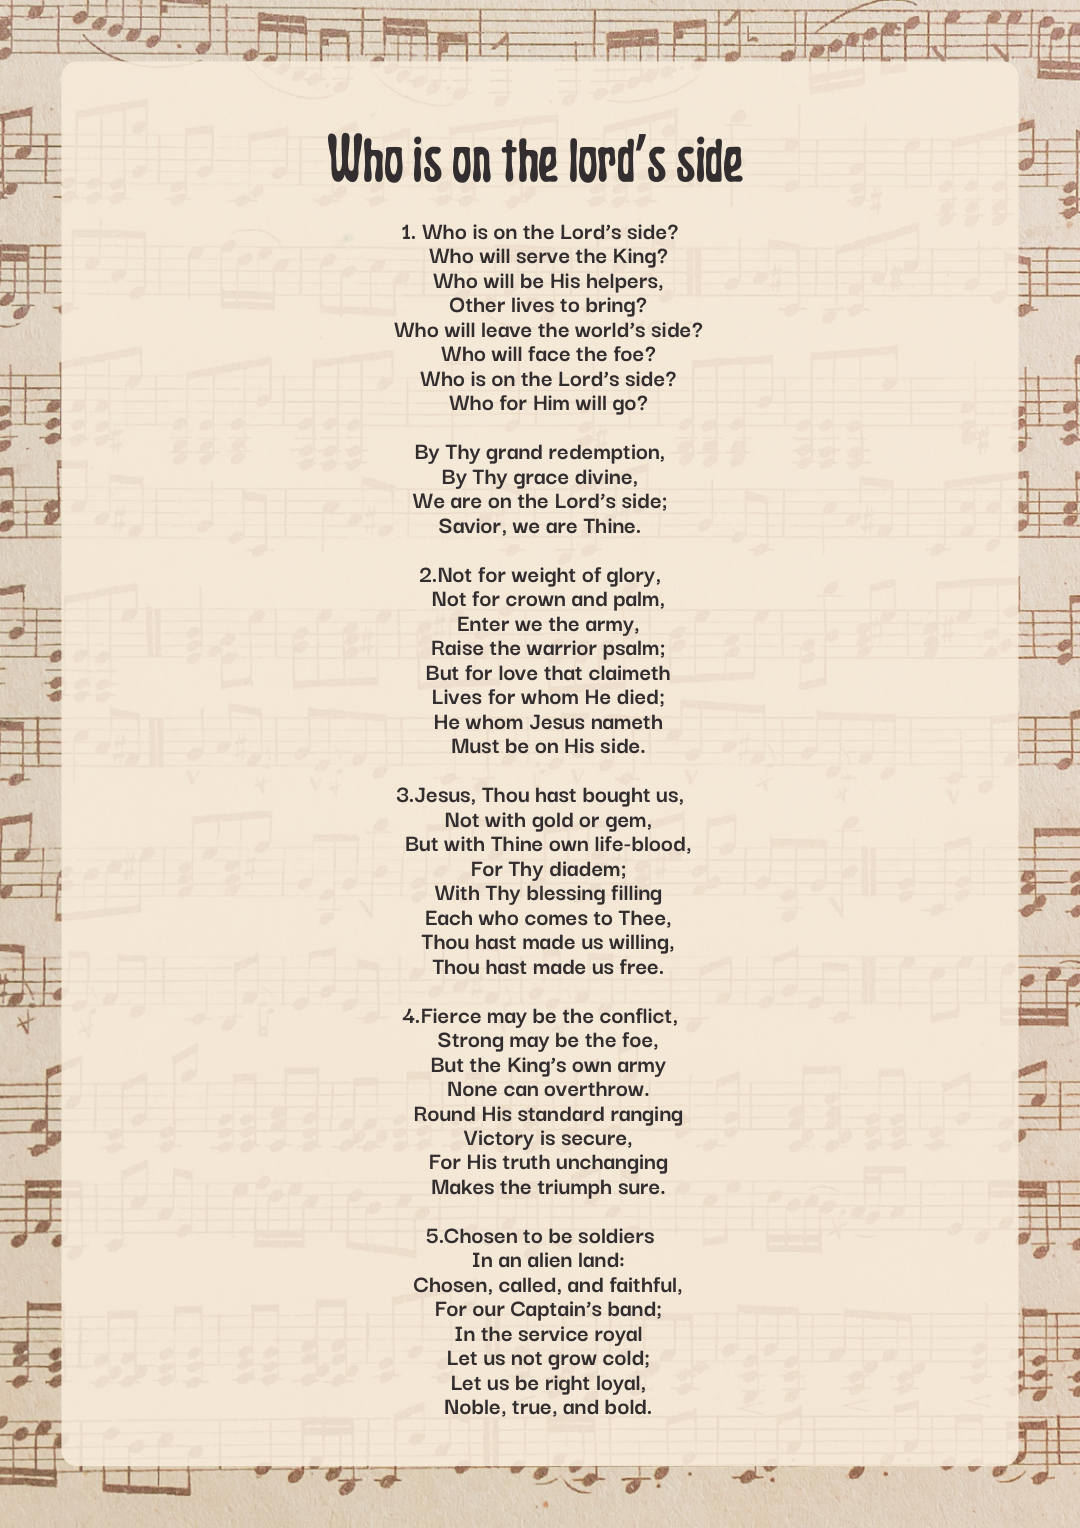 Who is on the lord's side
1. Who is on the Lord's side?
Who will serve the King?
Who will be His helpers,
Other lives to bring?
Who will leave the world's side?
Who will face the foe?
Who is on the Lord's side?
Who for Him will go?
By Thy grand redemption,
By Thy grace divine,
We are on the Lord's side;
Savior, we are Thine.
2.Not for weight of glory,
Not for crown and palm,
Enter we the army,
Raise the warrior psalm;
But for love that claimeth
Lives for whom He died;
He whom Jesus nameth
Must be on His side.
3.Jesus, Thou hast bought us,
Not with gold or gem,
But with Thine own life-blood,
For Thy diadem;
With Thy blessing filling
Each who comes to Thee,
Thou hast made us willing,
Thou hast made us free.
4.Fierce may be the conflict,
Strong may be the foe,
But the King's own army
None can overthrow.
Round His standard ranging
Victory is secure,
For His truth unchanging
Makes the triumph sure.
5.Chosen to be soldiers
In an alien land:
Chosen, called, and faithful,
For our Captain's band;
In the service royal
Let us not grow cold;
Let us be right loyal,
Noble, true, and bold.